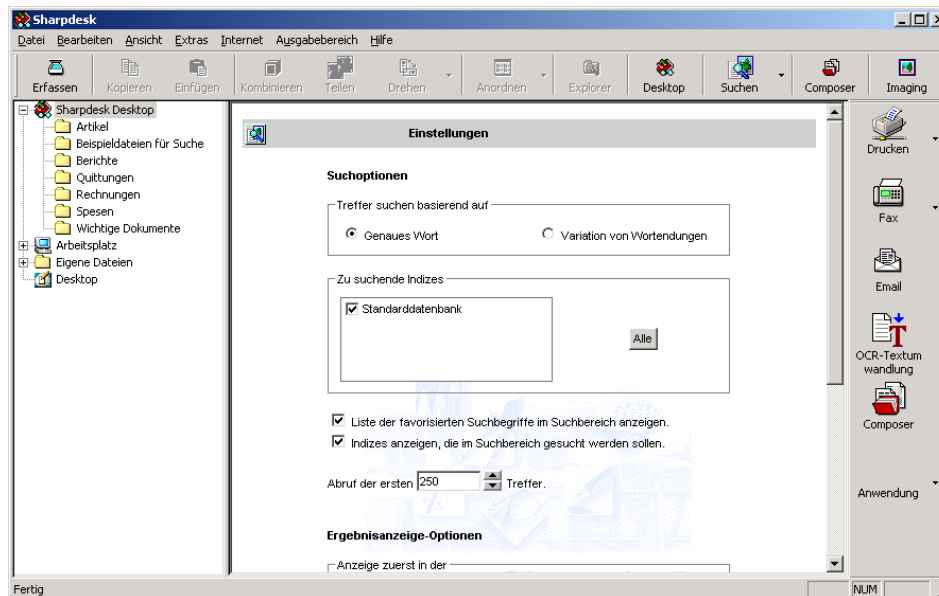 Sharpdesk
Datei Bearbeiten Ansicht Extras Internet Ausgabebereich Hilfe
Erfassen Kopieren Einfügen Kombinieren Teilen Drehen Anordnen Explorer Desktop Suchen Composer Imaging
Sharpdesk Desktop
Artikel
Beispieldateien für Suche
Berichte
Quittungen
Rechnungen
Spesen
Wichtige Dokumente
Arbeitsplatz
Eigene Dateien
Desktop
Einstellungen
Suchoptionen
Treffer suchen basierend auf
Genaues Wort Variation von Wortendungen
Zu suchende Indizes
Standarddatenbank
Alle
Liste der favorisierten Suchbegriffe im Suchbereich anzeigen.
Indizes anzeigen, die im Suchbereich gesucht werden sollen.
Abruf der ersten 250 Treffer.
Ergebnisanzeige-Optionen
Anzeige zuerst in der
Drucken
Fax
Email
OCR-Textum
wandlung
Composer
Anwendung
Fertig
NUM